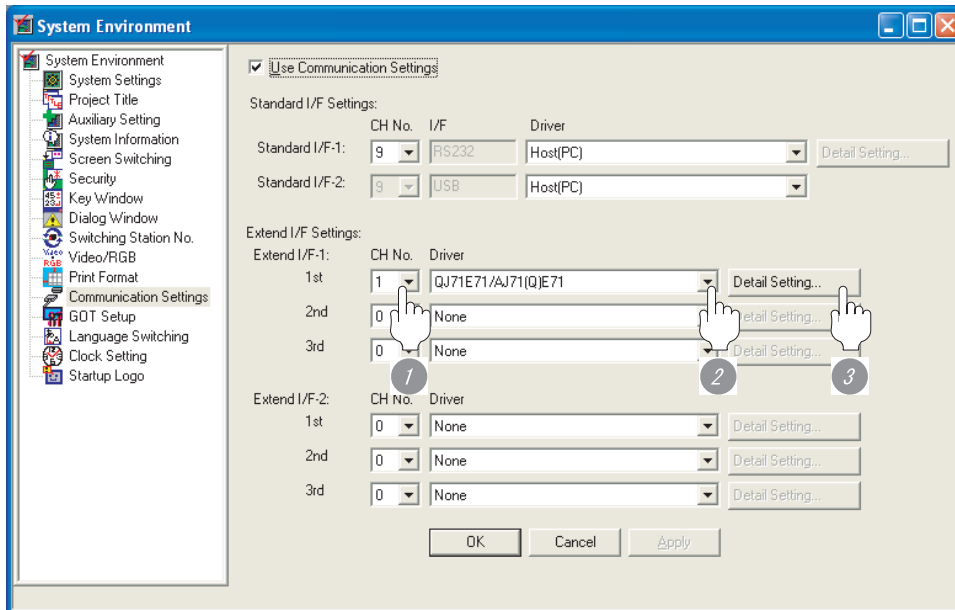 System Environment
System Environment
System Settings
Project Title
Auxiliary Setting
System Information
Screen Switching
Security
Key Window
Dialog Window
Switching Station No.
Video/RGB
Print Format
Communication Settings
GOT Setup
Language Switching
Clock Setting
Startup Logo
Use Communication Settings
Standard I/F Settings:
CH No. I/F Driver
Standard I/F-1: 9 RS232 Host(PC) Detail Setting...
Standard I/F-2: 9 USB Host(PC)
Extend I/F Settings:
Extend I/F-1: CH No. Driver
1st 1 QJ71E71/AJ71(Q)E71 Detail Setting...
2nd 0 None Detail Setting...
3rd 0 None Detail Setting...
1 2 3
Extend I/F-2: CH No. Driver
1st 0 None Detail Setting...
2nd 0 None Detail Setting...
3rd 0 None Detail Setting...
OK Cancel Apply